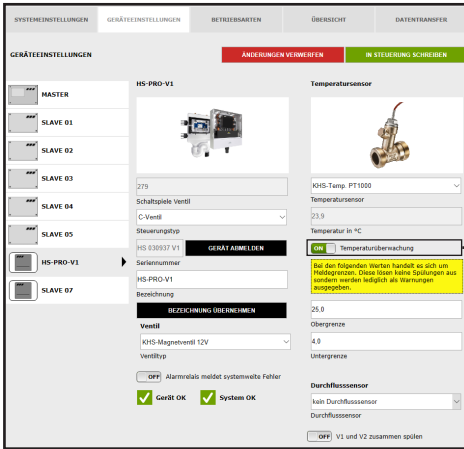 SYSTEMEINSTELLUNGEN
GERÄTEEINSTELLUNGEN
BETRIEBSARTEN
ÜBERSICHT
DATENTRANSFER
GERÄTEEINSTELLUNGEN
ÄNDERUNGEN VERWERFEN
IN STEUERUNG SCHREIBEN
MASTER
SLAVE 01
SLAVE 02
SLAVE 03
SLAVE 04
SLAVE 05
HS-PRO-V1
SLAVE 07
HS-PRO-V1
279
Schaltspiele Ventil
C-Ventil
Steuerungstyp
HS 030937 V1
GERÄT ABMELDEN
Seriennummer
HS-PRO-V1
Bezeichnung
BEZEICHNUNG ÜBERNEHMEN
Ventil
KHS-Magnetventil 12V
Ventiltyp
OFF Alarmrelais meldet systemweite Fehler
Gerät OK
System OK
Temperatursensor
KHS-Temp. PT1000
Temperatursensor
23,9
Temperatur in °C
ON Temperaturüberwachung
Bei den folgenden Werten handelt es sich um
Meldegrenzen. Diese lösen keine Spülungen aus
sondern werden lediglich als Warnungen
ausgegeben.
25.0
Obergrenze
4.0
Untergrenze
Durchflusssensor
kein Durchflusssensor
Durchflusssensor
OFF V1 und V2 zusammen spülen